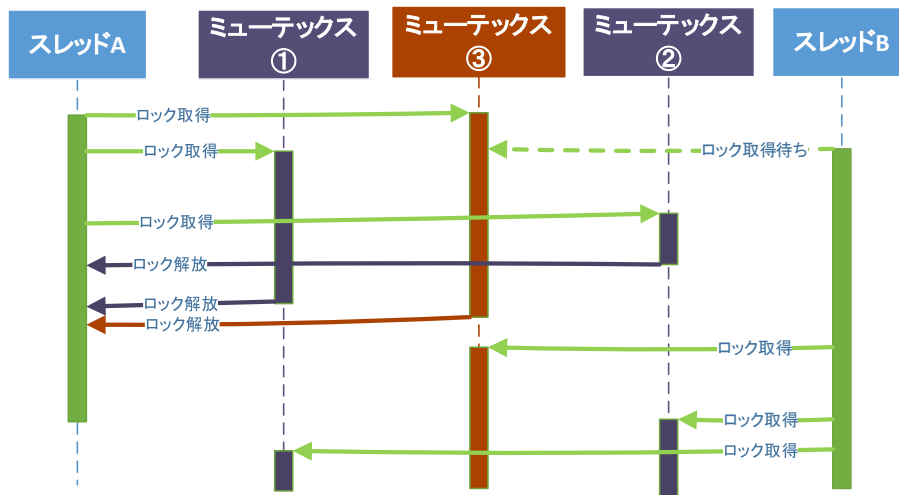 スレッドA
ミューテックス
①
ミューテックス
③
ミューテックス
②
スレッドB
ロック取得
ロック取得
ロック取得待ち
ロック取得
ロック解放
ロック解放
ロック解放
ロック取得
ロック取得
ロック取得